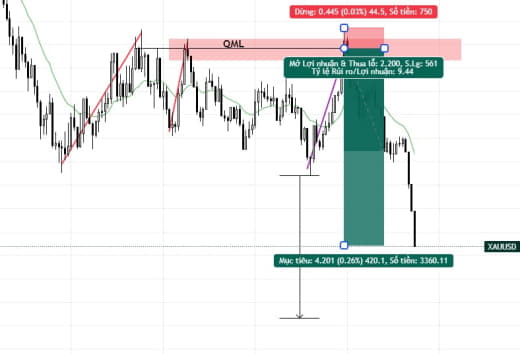 Dừng: 0.445 (0.03%) 44.5, Số tiền: 750
QML
Mở Lợi nhuận & Thua lỗ: 2.200, S.Lg: 561
Tỷ lệ Rủi ro/Lợi nhuận: 9.44
XAUUSD
Mục tiêu: 4.201 (0.26%) 420.1, Số tiền: 3360.11